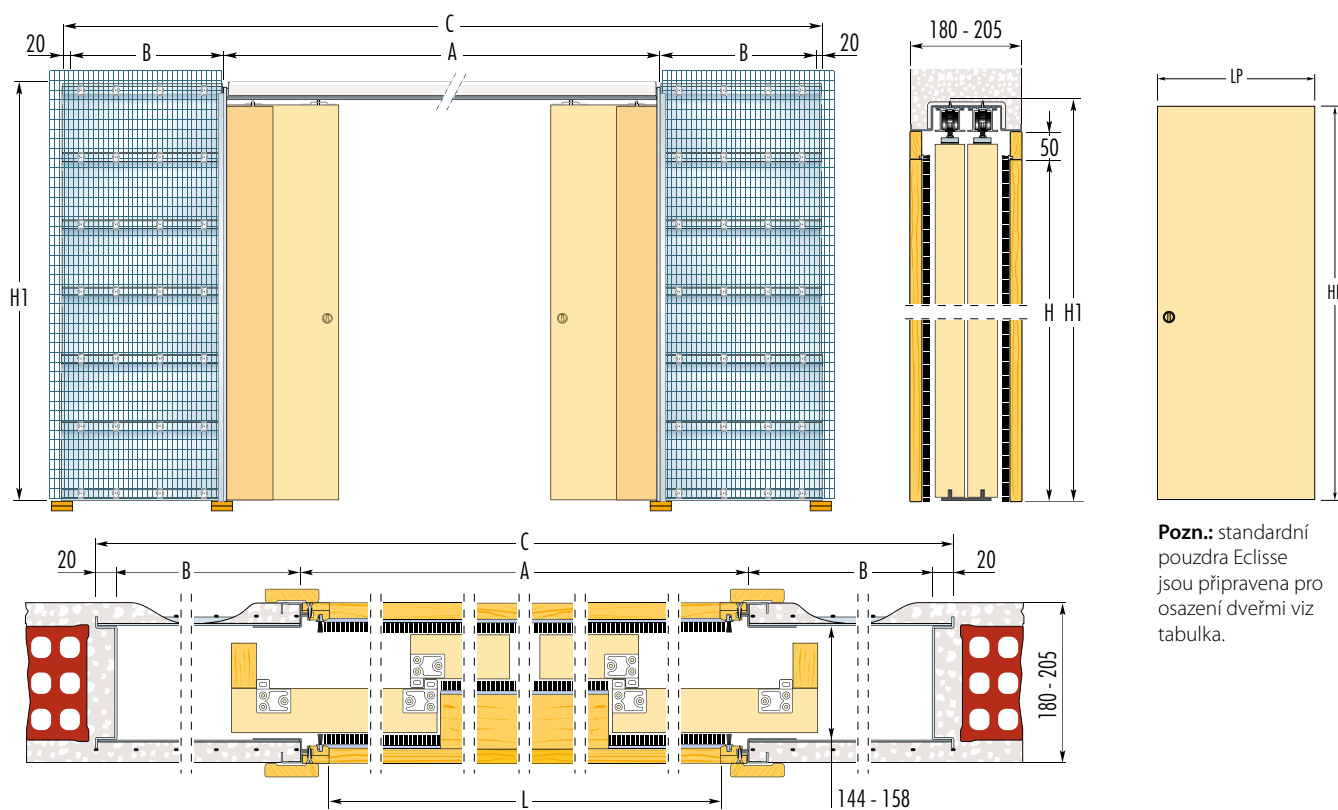 C
20
B
A
B
20
H1
180 - 205
50
H
H1
LP
Pozn.: standardní
pouzdra Eclisse
jsou připravena pro
osazení dveřmi viz
tabulka.
C
20
B
A
B
20
180 - 205
L
144 - 158